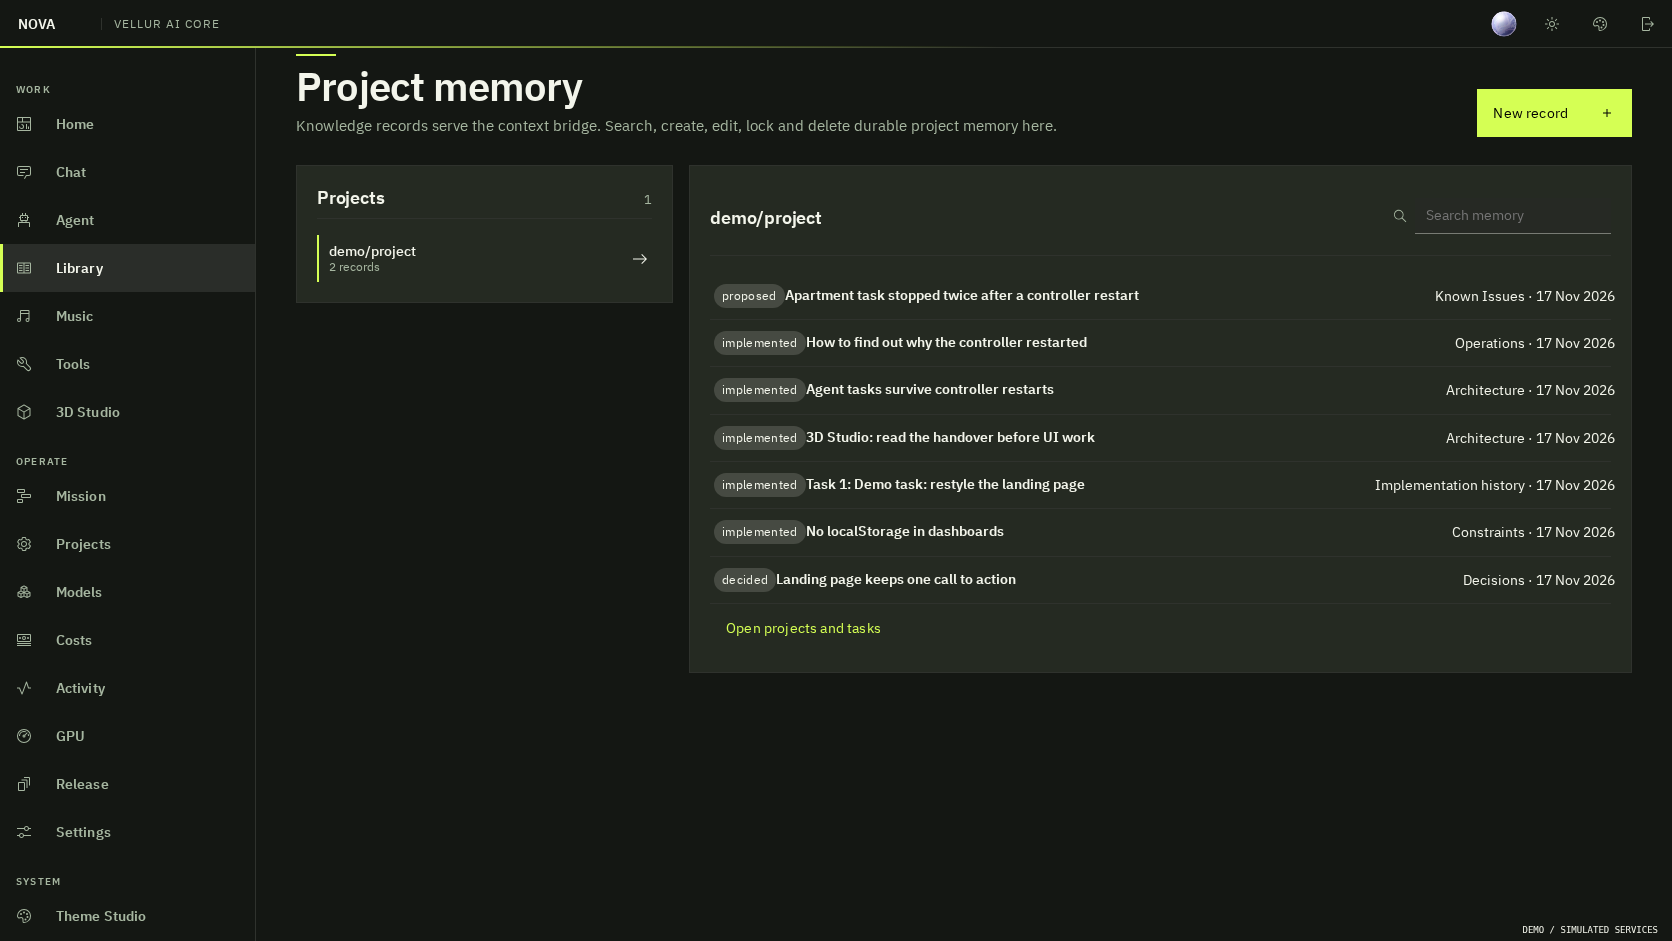 NOVA
VELLUR AI CORE
WORK
Home
Chat
Agent
Library
Music
Tools
3D Studio
OPERATE
Mission
Projects
Models
Costs
Activity
GPU
Release
Settings
SYSTEM
Theme Studio
Project memory
Knowledge records serve the context bridge. Search, create, edit, lock and delete durable project memory here.
New record +
Projects 1
demo/project
2 records
demo/project
Search memory
proposed Apartment task stopped twice after a controller restart Known Issues · 17 Nov 2026
implemented How to find out why the controller restarted Operations · 17 Nov 2026
implemented Agent tasks survive controller restarts Architecture · 17 Nov 2026
implemented 3D Studio: read the handover before UI work Architecture · 17 Nov 2026
implemented Task 1: Demo task: restyle the landing page Implementation history · 17 Nov 2026
implemented No localStorage in dashboards Constraints · 17 Nov 2026
decided Landing page keeps one call to action Decisions · 17 Nov 2026
Open projects and tasks
DEMO / SIMULATED SERVICES